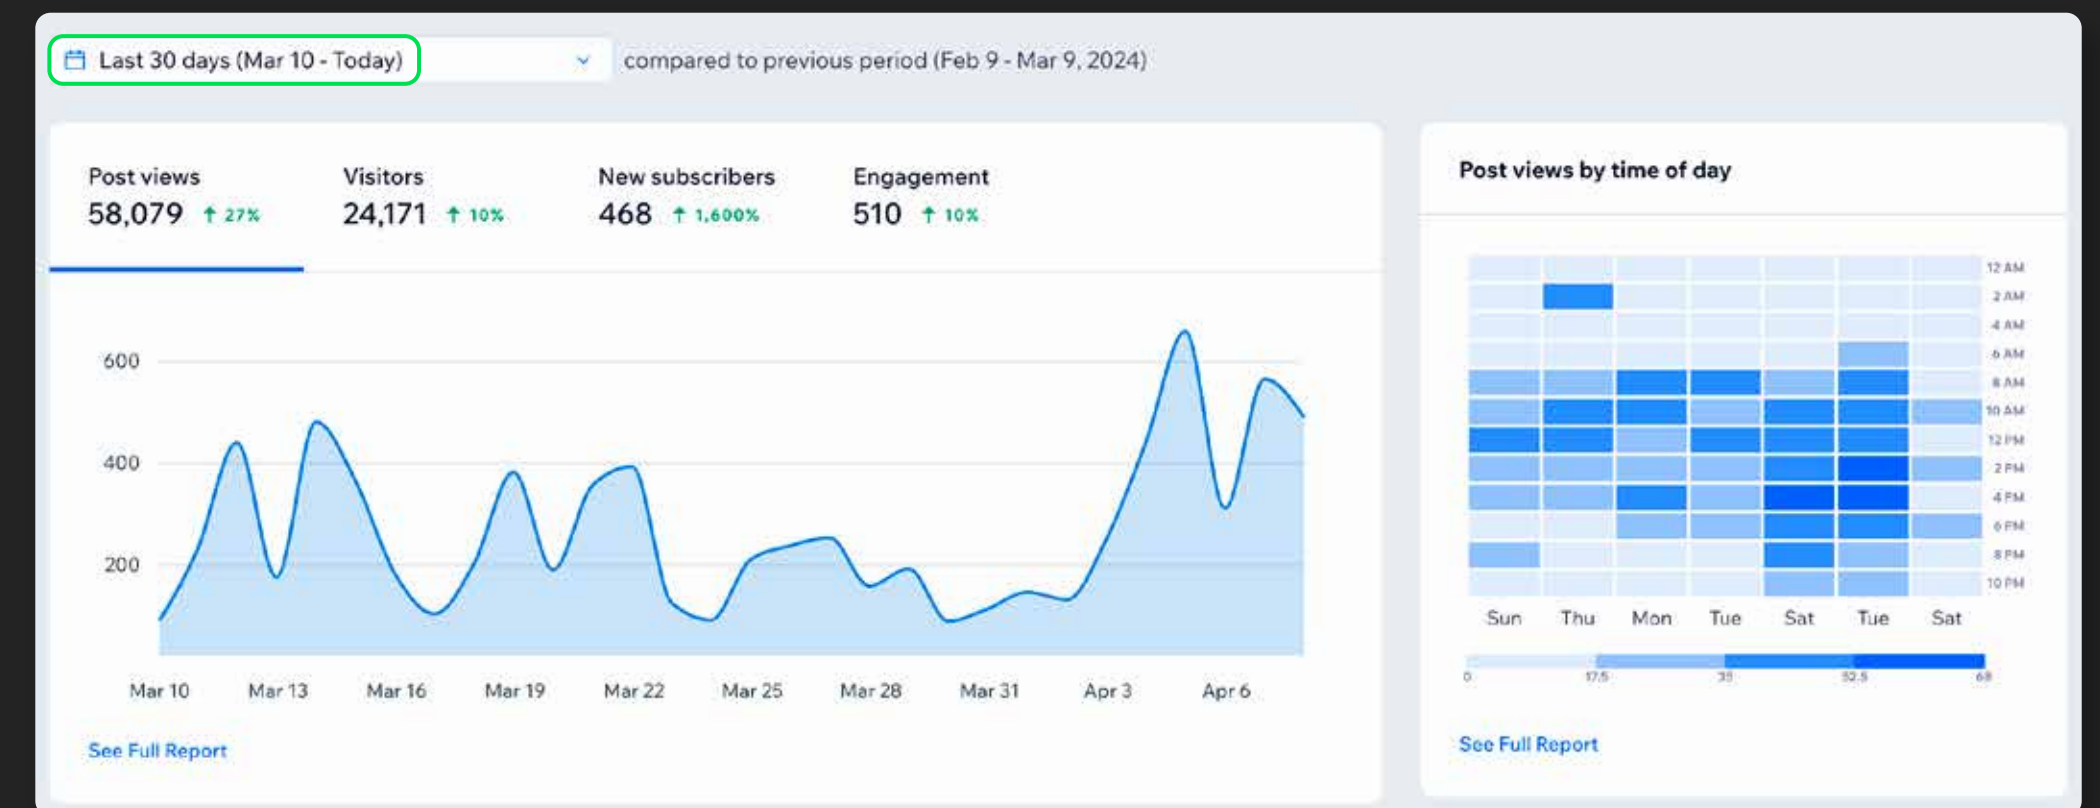 Last 30 days (Mar 10 - Today)
compared to previous period (Feb 9 - Mar 9, 2024)
Post views
58,079 ↑ 27%
Visitors
24,171 ↑ 10%
New subscribers
468 ↑ 1,600%
Engagement
510 ↑ 10%
600
400
200
Mar 10 Mar 13 Mar 16 Mar 19 Mar 22 Mar 25 Mar 28 Mar 31 Apr 3 Apr 6
See Full Report
Post views by time of day
12 AM
2 AM
4 AM
6 AM
8 AM
10 AM
12 PM
2 PM
4 PM
6 PM
8 PM
10 PM
Sun Thu Mon Tue Sat Tue Sat
0 17.5 35 52.5 68
See Full Report